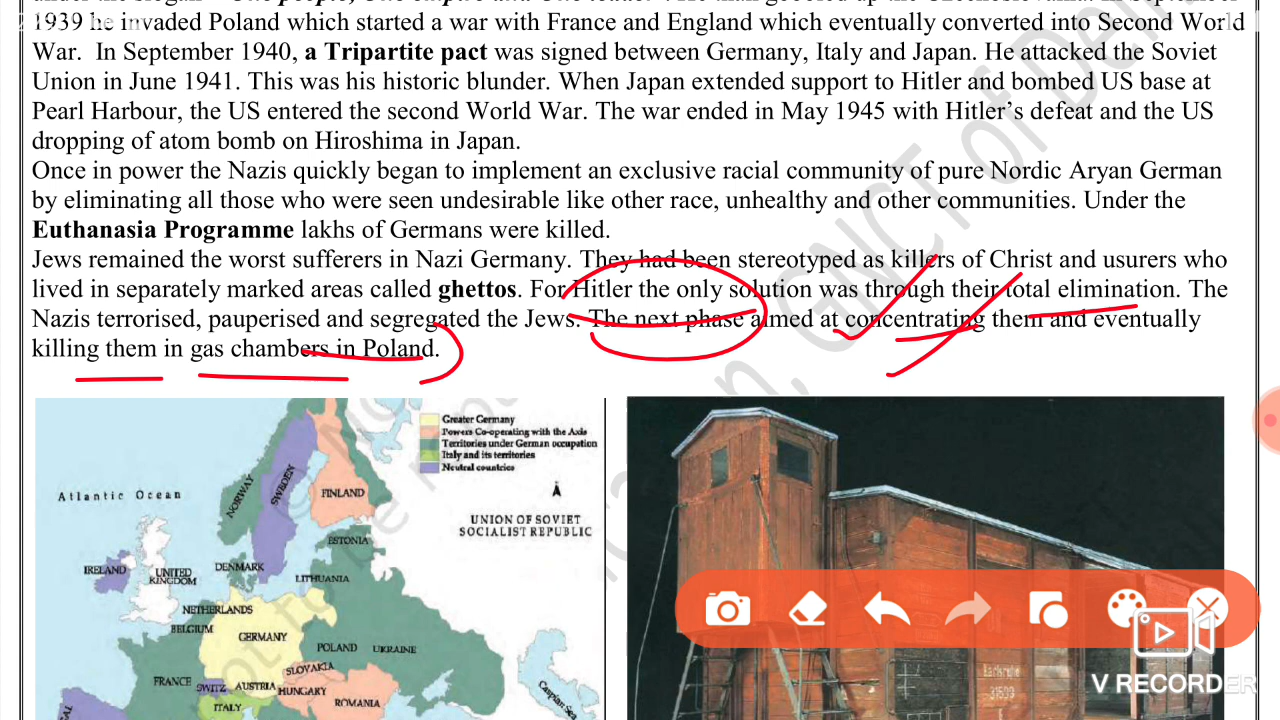 1939 he invaded Poland which started a war with France and England which eventually converted into Second World
War. In September 1940, a Tripartite pact was signed between Germany, Italy and Japan. He attacked the Soviet
Union in June 1941. This was his historic blunder. When Japan extended support to Hitler and bombed US base at
Pearl Harbour, the US entered the second World War. The war ended in May 1945 with Hitler's defeat and the US
dropping of atom bomb on Hiroshima in Japan.
Once in power the Nazis quickly began to implement an exclusive racial community of pure Nordic Aryan German
by eliminating all those who were seen undesirable like other race, unhealthy and other communities. Under the
Euthanasia Programme lakhs of Germans were killed.
Jews remained the worst sufferers in Nazi Germany. They had been stereotyped as killers of Christ and usurers who
lived in separately marked areas called ghettos. For Hitler the only solution was through their total elimination. The
Nazis terrorised, pauperised and segregated the Jews. The next phase aimed at concentrating them and eventually
killing them in gas chambers in Poland.
Greater Germany
Powers Co-operating with the Axis
Territories under German occupation
Italy and its territories
Neutral countries
Atlantic Ocean
NORWAY
SWEDEN
FINLAND
UNION OF SOVIET
SOCIALIST REPUBLIC
ESTONIA
IRELAND
UNITED
KINGDOM
DENMARK
LITHUANIA
NETHERLANDS
BELGIUM
GERMANY
POLAND
UKRAINE
SLOVAKIA
FRANCE
SWITZ
AUSTRIA
HUNGARY
ROMANIA
ITALY
Caspian Sea
Karlsruhe
V RECORDER